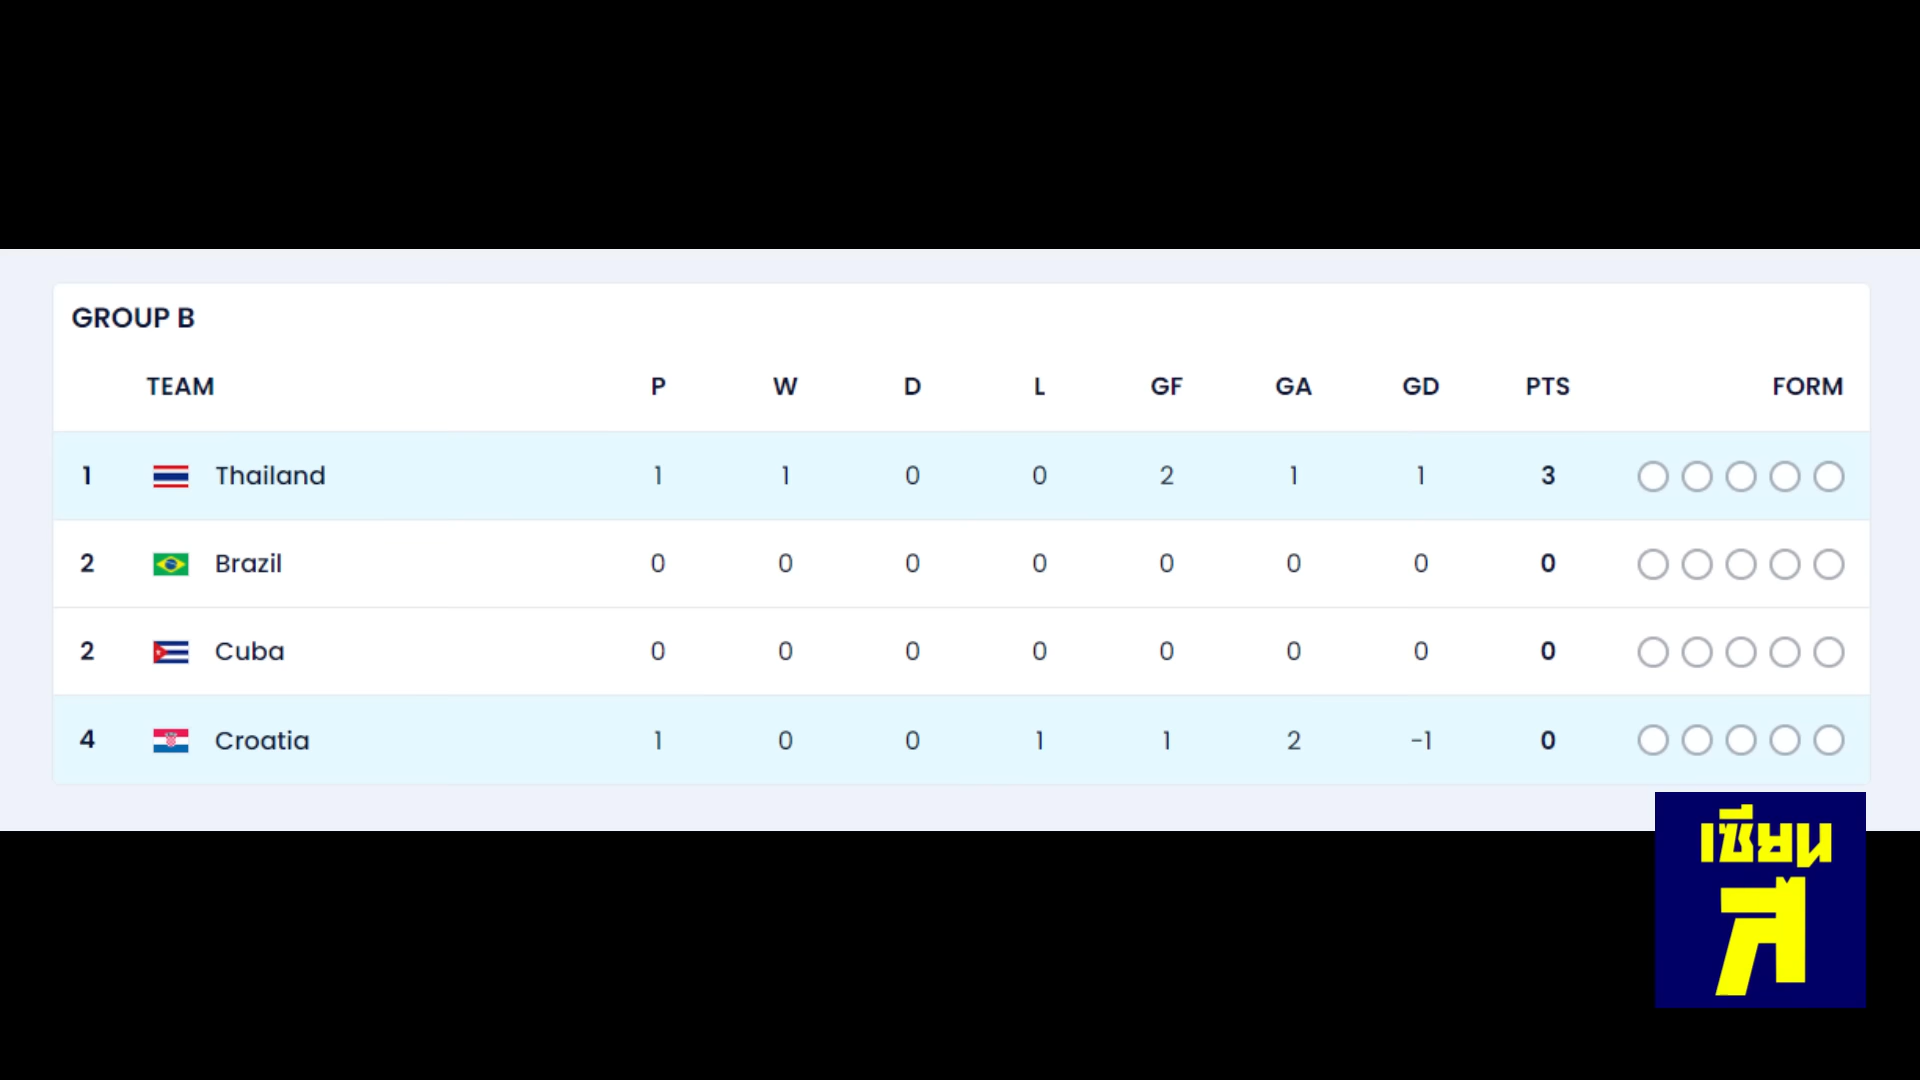 GROUP B
TEAM P W D L GF GA GD PTS FORM
1 Thailand 1 1 0 0 2 1 1 3
2 Brazil 0 0 0 0 0 0 0 0
2 Cuba 0 0 0 0 0 0 0 0
4 Croatia 1 0 0 1 1 2 -1 0
เซียน
ส